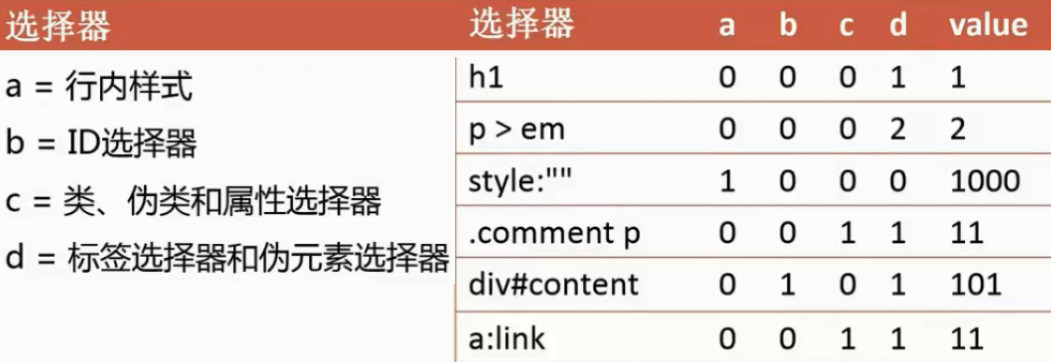 选择器
a = 行内样式
b = ID选择器
c = 类、伪类和属性选择器
d = 标签选择器和伪元素选择器
选择器 a b c d value
h1 0 0 0 1 1
p > em 0 0 0 2 2
style:"" 1 0 0 0 1000
.comment p 0 0 1 1 11
div#content 0 1 0 1 101
a:link 0 0 1 1 11